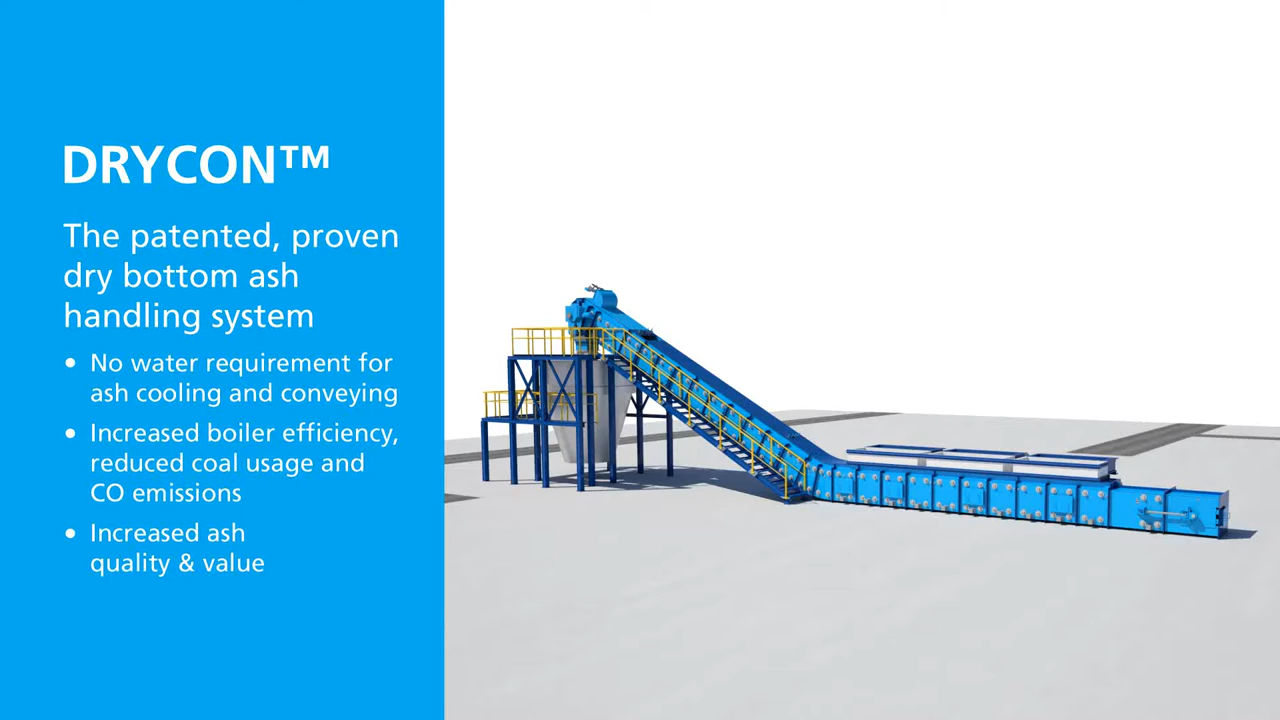 DRYCON™
The patented, proven
dry bottom ash
handling system
• No water requirement for
ash cooling and conveying
• Increased boiler efficiency,
reduced coal usage and
CO emissions
• Increased ash
quality & value